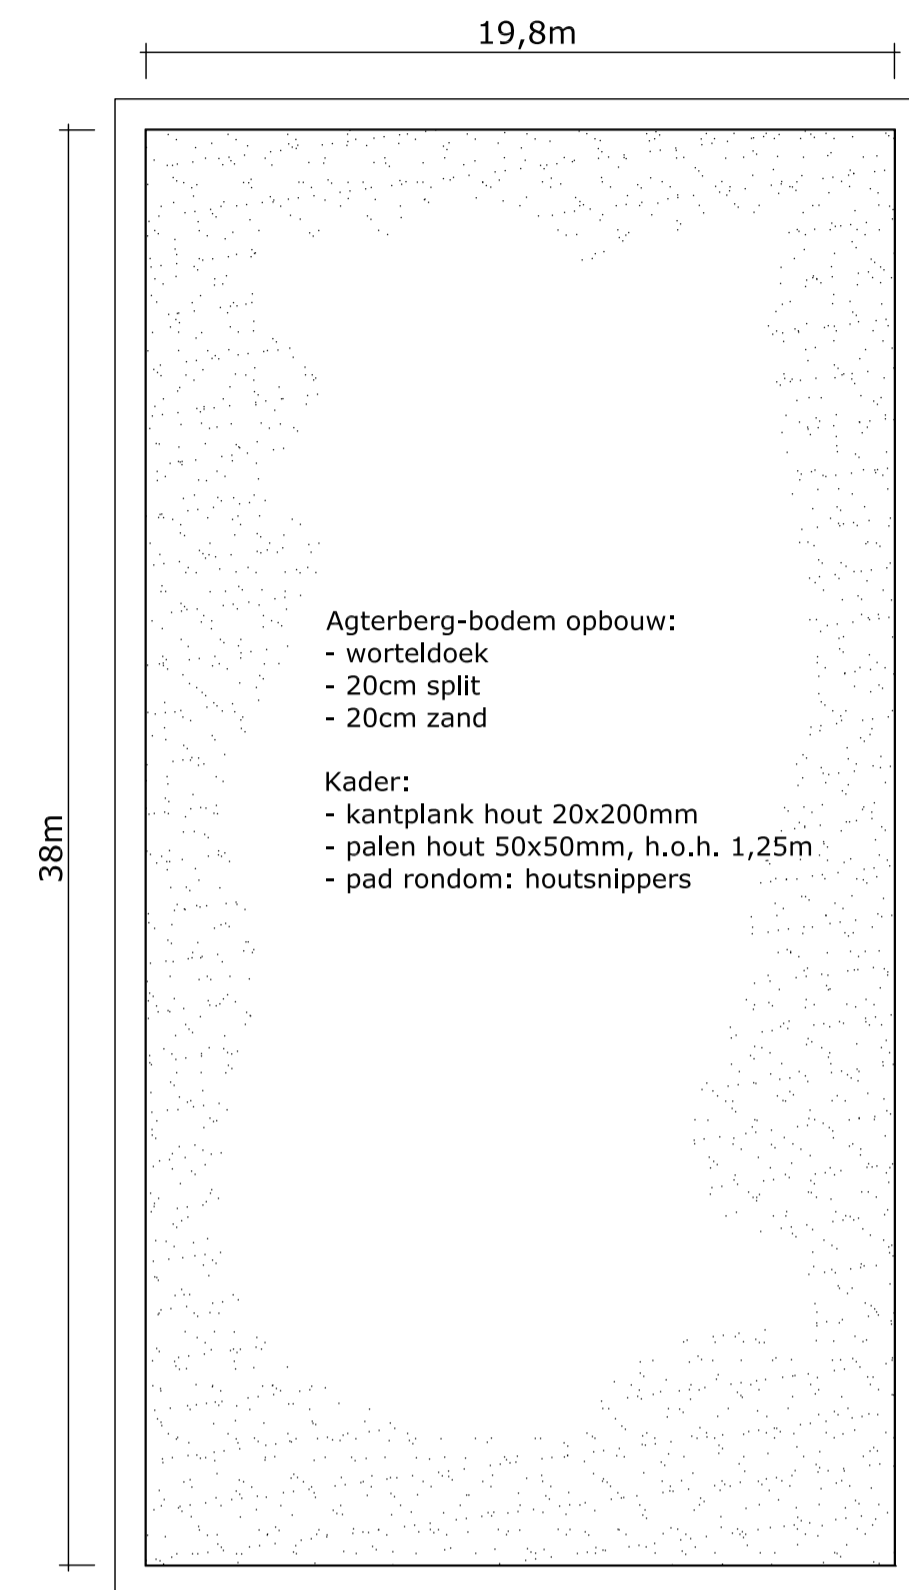 19,8m
38m
Agterberg-bodem opbouw:
- worteldoek
- 20cm split
- 20cm zand
Kader:
- kantplank hout 20x200mm
- palen hout 50x50mm, h.o.h. 1,25m
- pad rondom: houtsnippers